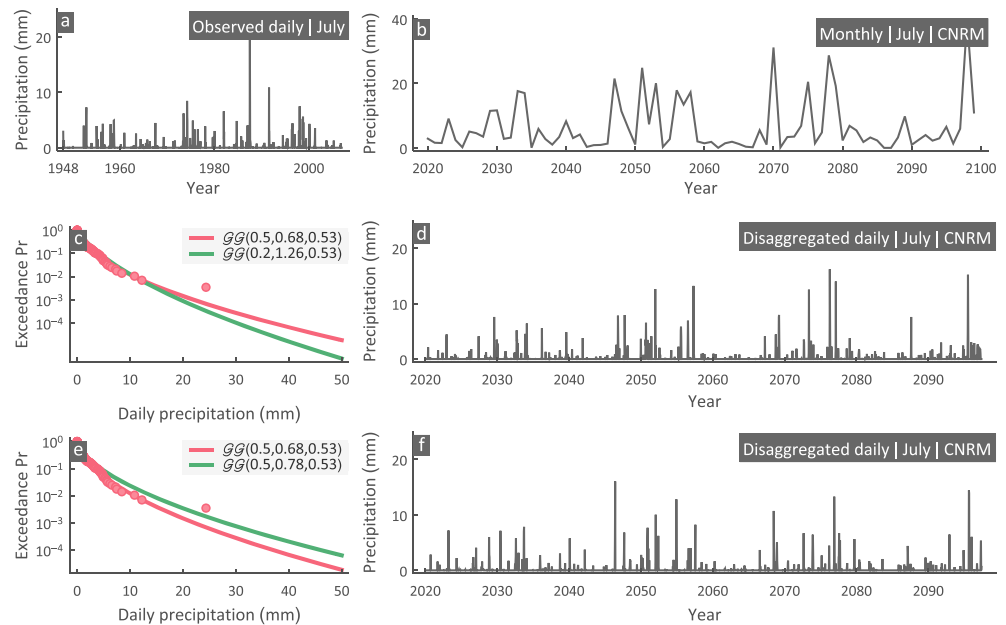 a
Observed daily | July
Precipitation (mm)
20
10
0
1948
1960
1980
2000
Year
b
Monthly | July | CNRM
Precipitation (mm)
40
20
0
2020
2030
2040
2050
2060
2070
2080
2090
2100
Year
c
𝒢𝒢(0.5,0.68,0.53)
𝒢𝒢(0.2,1.26,0.53)
Exceedance Pr
10⁰
10⁻¹
10⁻²
10⁻³
10⁻⁴
0
10
20
30
40
50
Daily precipitation (mm)
d
Disaggregated daily | July | CNRM
Precipitation (mm)
20
10
0
2020
2030
2040
2050
2060
2070
2080
2090
Year
e
𝒢𝒢(0.5,0.68,0.53)
𝒢𝒢(0.5,0.78,0.53)
Exceedance Pr
10⁰
10⁻¹
10⁻²
10⁻³
10⁻⁴
0
10
20
30
40
50
Daily precipitation (mm)
f
Disaggregated daily | July | CNRM
Precipitation (mm)
20
10
0
2020
2030
2040
2050
2060
2070
2080
2090
Year